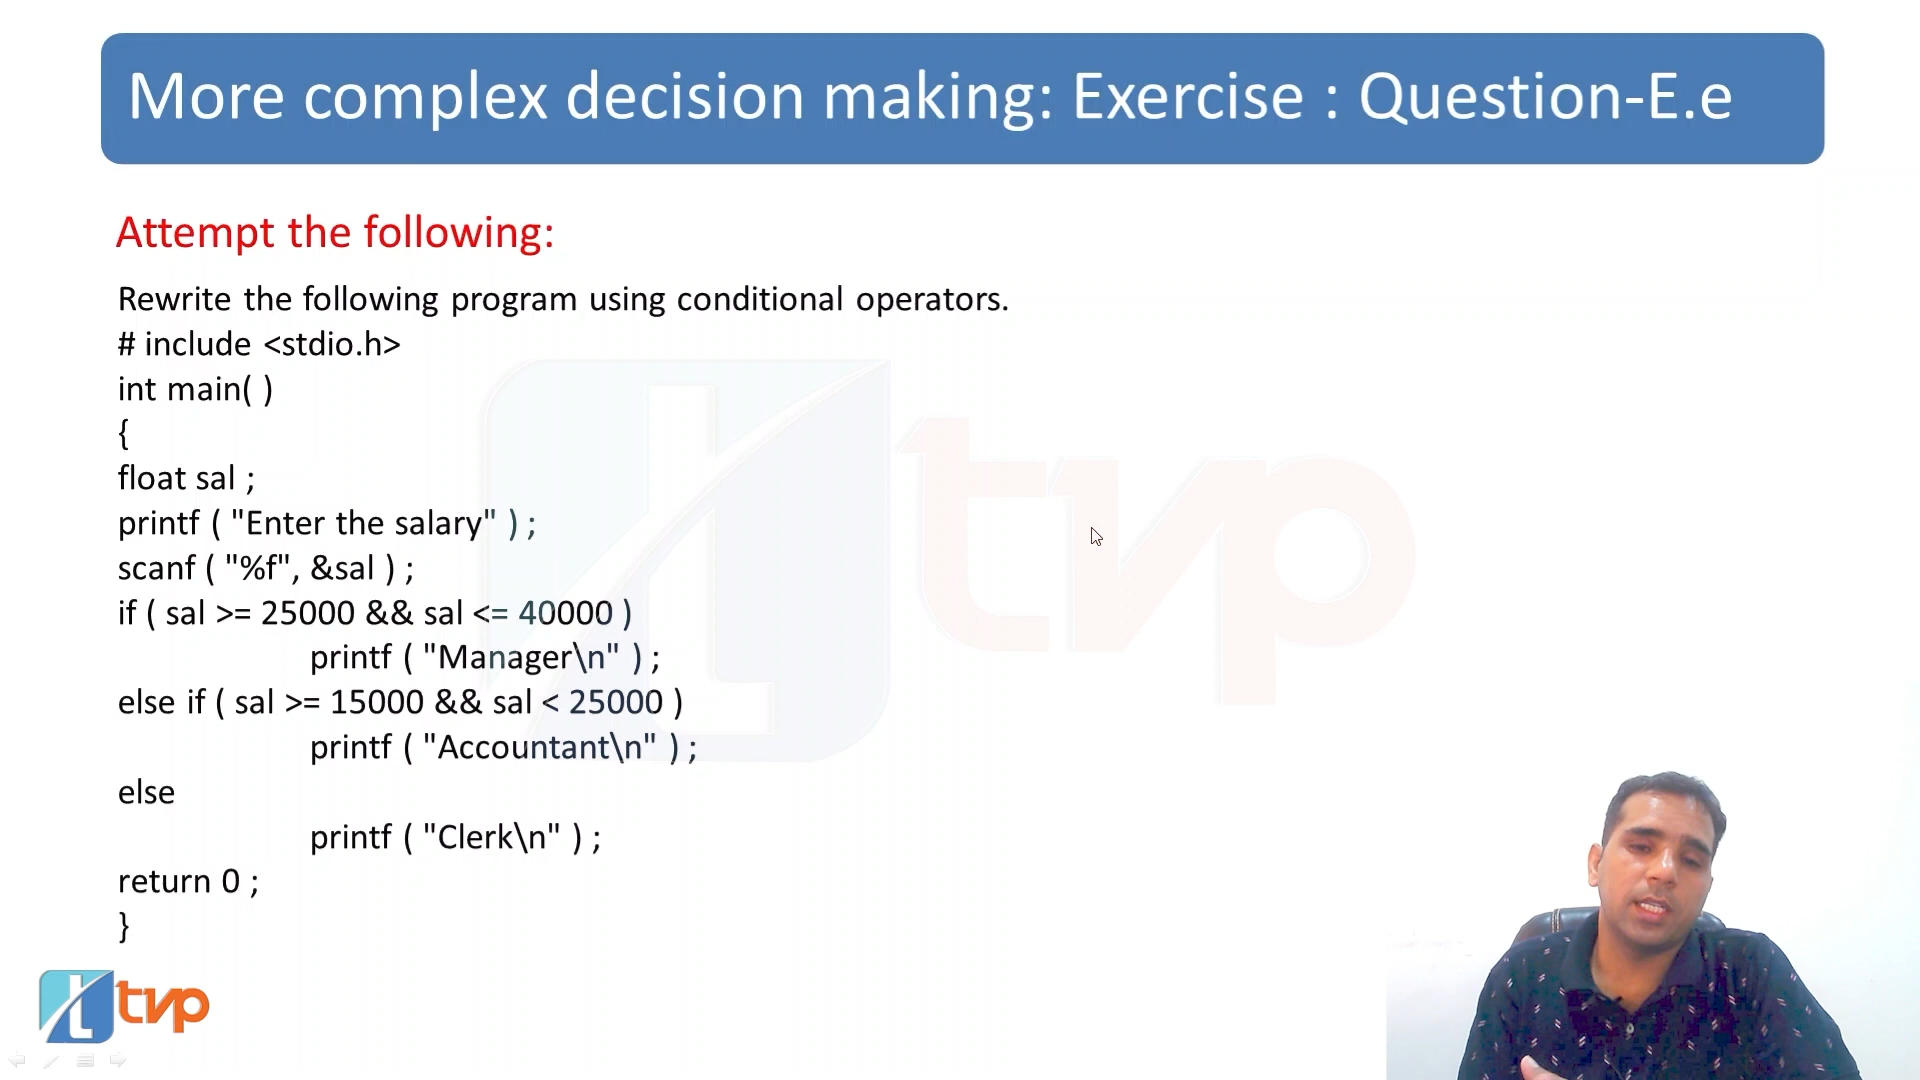 More complex decision making: Exercise : Question-E.e
Attempt the following:
Rewrite the following program using conditional operators.
# include <stdio.h>
int main( )
{
float sal ;
printf ( "Enter the salary" ) ;
scanf ( "%f", &sal ) ;
if ( sal >= 25000 && sal <= 40000 )
printf ( "Manager\n" ) ;
else if ( sal >= 15000 && sal < 25000 )
printf ( "Accountant\n" ) ;
else
printf ( "Clerk\n" ) ;
return 0 ;
}
t tvp
t tvp